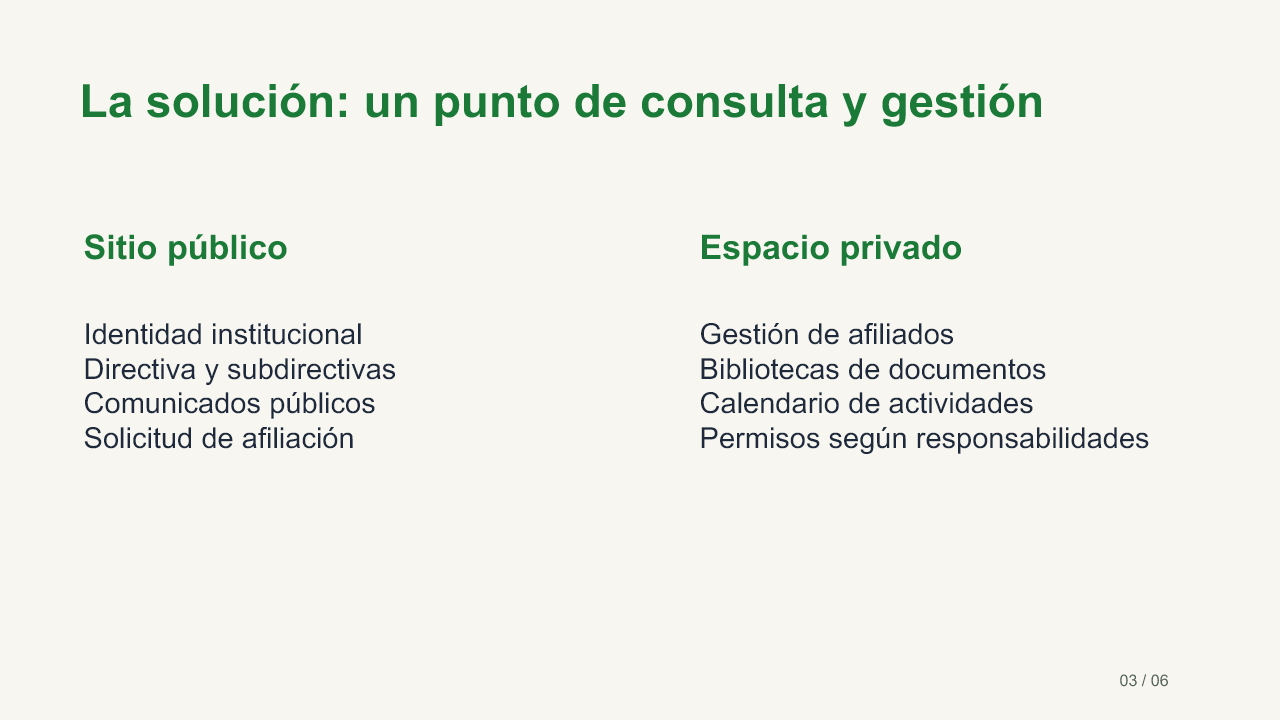 La solución: un punto de consulta y gestión
Sitio público
Identidad institucional
Directiva y subdirectivas
Comunicados públicos
Solicitud de afiliación
Espacio privado
Gestión de afiliados
Bibliotecas de documentos
Calendario de actividades
Permisos según responsabilidades
03 / 06